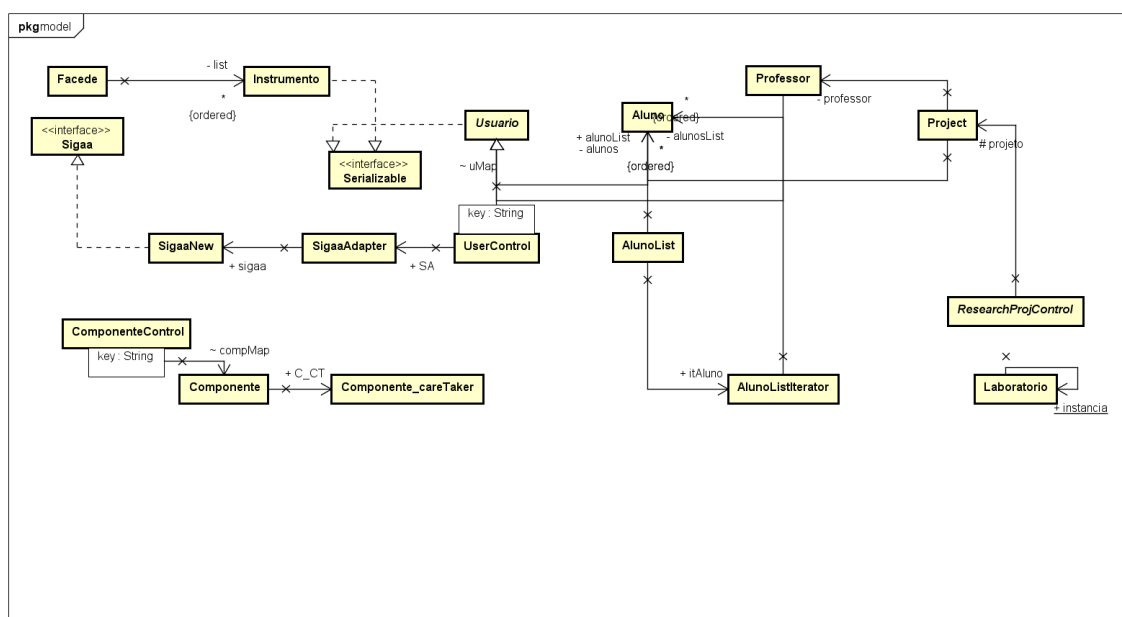 pkg model
Facede
- list
*
{ordered}
Instrumento
Professor
- professor
<<interface>>
Sigaa
Usuario
~ uMap
Aluno
*
{ordered}
- alunosList
+ alunoList
- alunos
*
{ordered}
Project
# projeto
<<interface>>
Serializable
key : String
SigaaNew
+ sigaa
SigaaAdapter
+ SA
UserControl
AlunoList
ResearchProjControl
ComponenteControl
key : String
~ compMap
Componente
+ C_CT
Componente_careTaker
+ itAluno
AlunoListIterator
Laboratorio
+ instancia